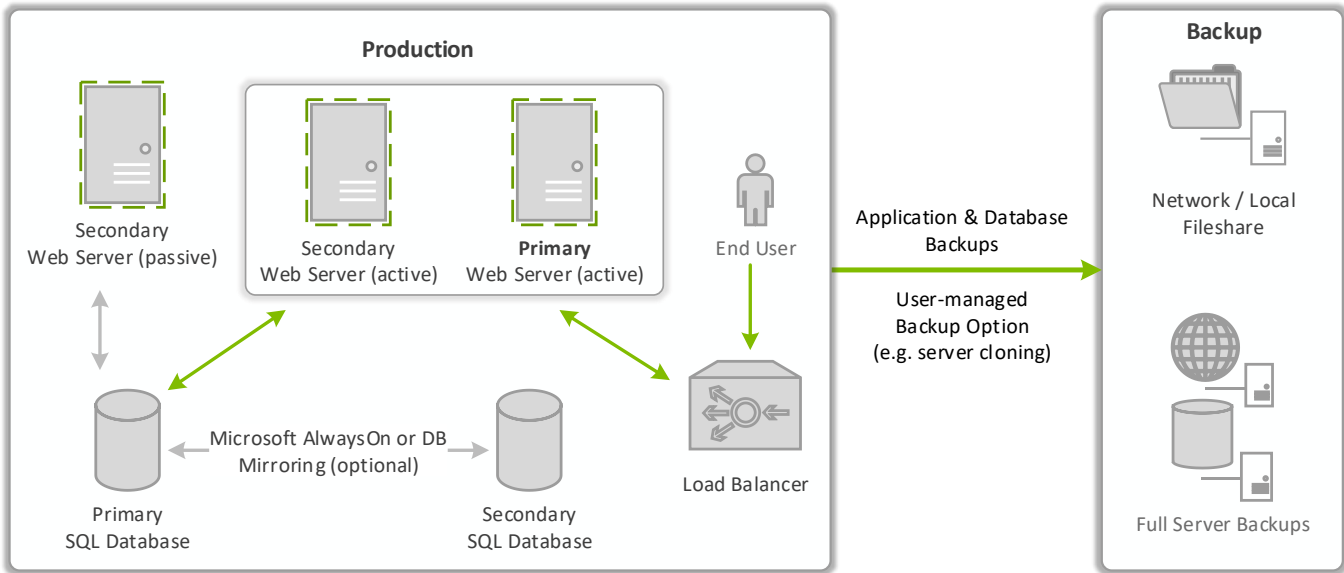 Production
Secondary
Web Server (passive)
Secondary
Web Server (active)
Primary
Web Server (active)
End User
Microsoft AlwaysOn or DB
Mirroring (optional)
Primary
SQL Database
Secondary
SQL Database
Load Balancer
Application & Database
Backups
User-managed
Backup Option
(e.g. server cloning)
Backup
Network / Local
Fileshare
Full Server Backups